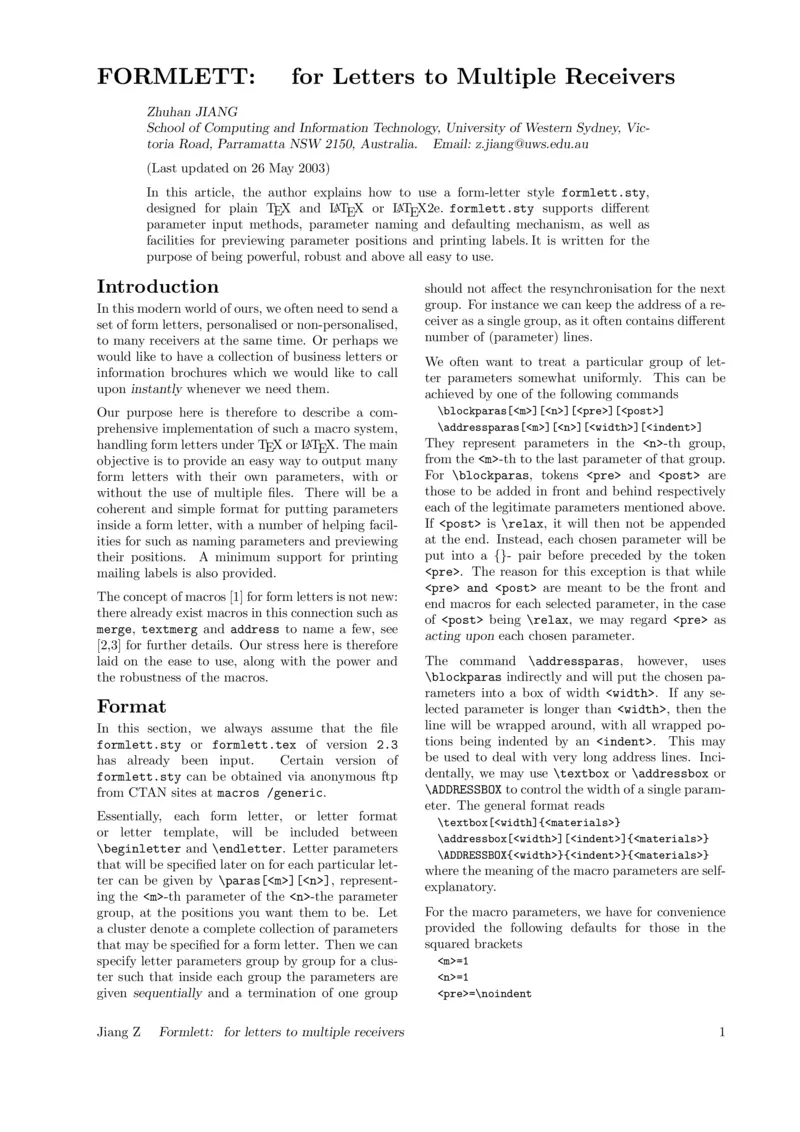 FORMLETT: for Letters to Multiple Receivers
Zhuhan JIANG
School of Computing and Information Technology, University of Western Sydney, Vic-
toria Road, Parramatta NSW 2150, Australia. Email: z.jiang@uws.edu.au
(Last updated on 26 May 2003)
In this article, the author explains how to use a form-letter style formlett.sty,
designed for plain TEX and LATEX or LATEX2e. formlett.sty supports different
parameter input methods, parameter naming and defaulting mechanism, as well as
facilities for previewing parameter positions and printing labels. It is written for the
purpose of being powerful, robust and above all easy to use.
Introduction
In this modern world of ours, we often need to send a
set of form letters, personalised or non-personalised,
to many receivers at the same time. Or perhaps we
would like to have a collection of business letters or
information brochures which we would like to call
upon instantly whenever we need them.
Our purpose here is therefore to describe a com-
prehensive implementation of such a macro system,
handling form letters under TEX or LATEX. The main
objective is to provide an easy way to output many
form letters with their own parameters, with or
without the use of multiple files. There will be a
coherent and simple format for putting parameters
inside a form letter, with a number of helping facil-
ities for such as naming parameters and previewing
their positions. A minimum support for printing
mailing labels is also provided.
The concept of macros [1] for form letters is not new:
there already exist macros in this connection such as
merge, textmerg and address to name a few, see
[2,3] for further details. Our stress here is therefore
laid on the ease to use, along with the power and
the robustness of the macros.
Format
In this section, we always assume that the file
formlett.sty or formlett.tex of version 2.3
has already been input. Certain version of
formlett.sty can be obtained via anonymous ftp
from CTAN sites at macros /generic.
Essentially, each form letter, or letter format
or letter template, will be included between
\beginletter and \endletter. Letter parameters
that will be specified later on for each particular let-
ter can be given by \paras[<m>][<n>], represent-
ing the <m>-th parameter of the <n>-the parameter
group, at the positions you want them to be. Let
a cluster denote a complete collection of parameters
that may be specified for a form letter. Then we can
specify letter parameters group by group for a clus-
ter such that inside each group the parameters are
given sequentially and a termination of one group
should not affect the resynchronisation for the next
group. For instance we can keep the address of a re-
ceiver as a single group, as it often contains different
number of (parameter) lines.
We often want to treat a particular group of let-
ter parameters somewhat uniformly. This can be
achieved by one of the following commands
\blockparas[<m>][<n>][<pre>][<post>]
\addressparas[<m>][<n>][<width>][<indent>]
They represent parameters in the <n>-th group,
from the <m>-th to the last parameter of that group.
For \blockparas, tokens <pre> and <post> are
those to be added in front and behind respectively
each of the legitimate parameters mentioned above.
If <post> is \relax, it will then not be appended
at the end. Instead, each chosen parameter will be
put into a {}- pair before preceded by the token
<pre>. The reason for this exception is that while
<pre> and <post> are meant to be the front and
end macros for each selected parameter, in the case
of <post> being \relax, we may regard <pre> as
acting upon each chosen parameter.
The command \addressparas, however, uses
\blockparas indirectly and will put the chosen pa-
rameters into a box of width <width>. If any se-
lected parameter is longer than <width>, then the
line will be wrapped around, with all wrapped po-
tions being indented by an <indent>. This may
be used to deal with very long address lines. Inci-
dentally, we may use \textbox or \addressbox or
\ADDRESSBOX to control the width of a single param-
eter. The general format reads
\textbox[<width]{<materials>}
\addressbox[<width>][<indent>]{<materials>}
\ADDRESSBOX{<width>}{<indent>}{<materials>}
where the meaning of the macro parameters are self-
explanatory.
For the macro parameters, we have for convenience
provided the following defaults for those in the
squared brackets
<m>=1
<n>=1
<pre>=\noindent
Jiang Z Formlett: for letters to multiple receivers 1